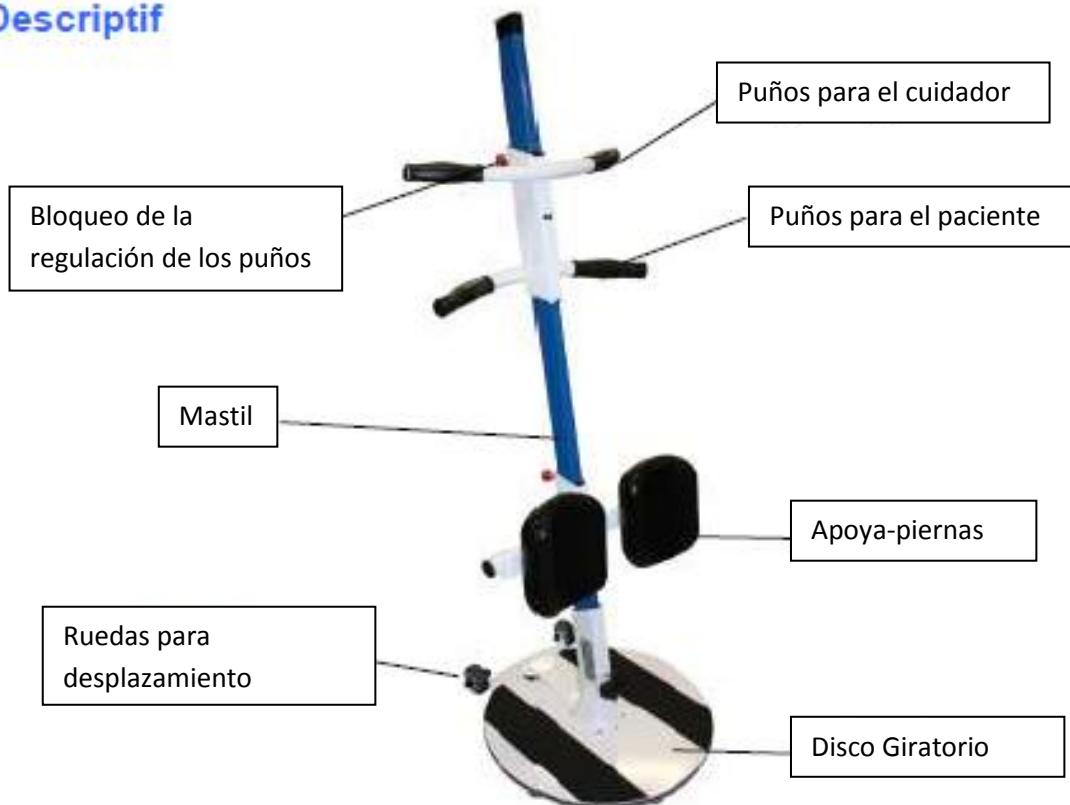 Descriptif
Puños para el cuidador
Bloqueo de la
regulación de los puños
Puños para el paciente
Mastil
Apoya-piernas
Ruedas para
desplazamiento
Disco Giratorio